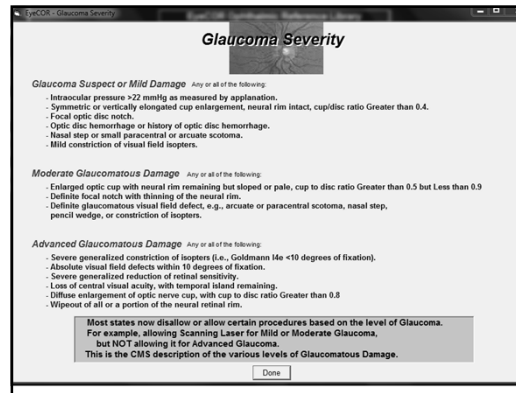 EyeCOR - Glaucoma Severity
Glaucoma Severity
Glaucoma Suspect or Mild Damage Any or all of the following:
- Intraocular pressure >22 mmHg as measured by applanation.
- Symmetric or vertically elongated cup enlargement, neural rim intact, cup/disc ratio Greater than 0.4.
- Focal optic disc notch.
- Optic disc hemorrhage or history of optic disc hemorrhage.
- Nasal step or small paracentral or arcuate scotoma.
- Mild constriction of visual field isopters.
Moderate Glaucomatous Damage Any or all of the following:
- Enlarged optic cup with neural rim remaining but sloped or pale, cup to disc ratio Greater than 0.5 but Less than 0.9
- Definite focal notch with thinning of the neural rim.
- Definite glaucomatous visual field defect, e.g., arcuate or paracentral scotoma, nasal step,
pencil wedge, or constriction of isopters.
Advanced Glaucomatous Damage Any or all of the following:
- Severe generalized constriction of isopters (i.e., Goldmann I4e <10 degrees of fixation).
- Absolute visual field defects within 10 degrees of fixation.
- Severe generalized reduction of retinal sensitivity.
- Loss of central visual acuity, with temporal island remaining.
- Diffuse enlargement of optic nerve cup, with cup to disc ratio Greater than 0.8
- Wipeout of all or a portion of the neural retinal rim.
Most states now disallow or allow certain procedures based on the level of Glaucoma.
For example, allowing Scanning Laser for Mild or Moderate Glaucoma,
but NOT allowing it for Advanced Glaucoma.
This is the CMS description of the various levels of Glaucomatous Damage.
Done